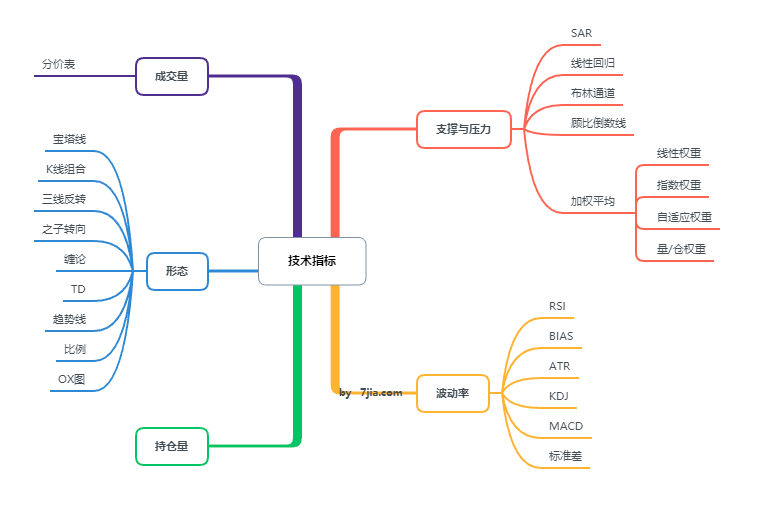 技术指标
成交量
分价表
形态
宝塔线
K线组合
三线反转
之子转向
缠论
TD
趋势线
比例
OX图
持仓量
支撑与压力
SAR
线性回归
布林通道
顾比倒数线
加权平均
线性权重
指数权重
自适应权重
量/仓权重
波动率
RSI
BIAS
ATR
KDJ
MACD
标准差
by 7jia.com